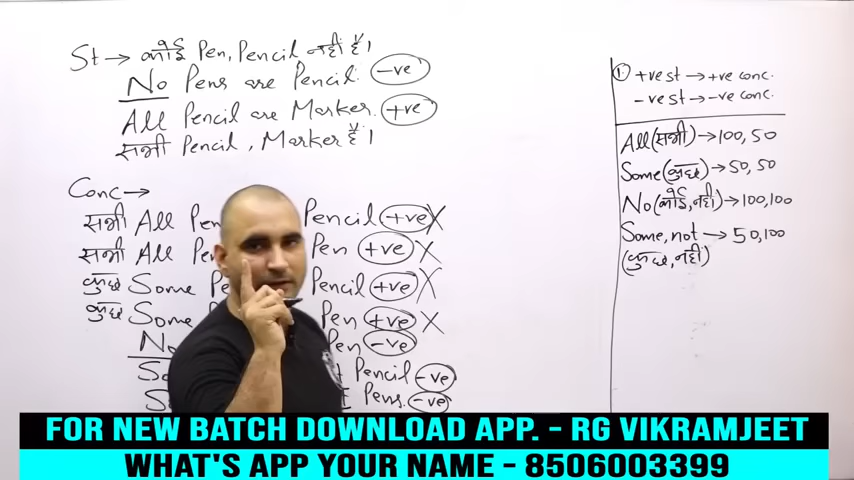 St → कोई Pen, Pencil नहीं है।
No Pens are Pencil. -ve
All Pencil are Marker. +ve
सभी Pencil, Marker है।
Conc →
सभी All Pen Pencil +ve X
सभी All Pe Pen +ve X
कुछ Some Pencil +ve X
कुछ Some Pen +ve X
No Pen -ve
So Pencil -ve
S Pens. -ve
1. +ve st → +ve conc.
-ve st → -ve conc.
All (सभी) → 100, 50
Some (कुछ) → 50, 50
No (कोई, नहीं) → 100, 100
Some, not → 50, 100
(कुछ, नहीं)
FOR NEW BATCH DOWNLOAD APP. - RG VIKRAMJEET
WHAT'S APP YOUR NAME - 8506003399